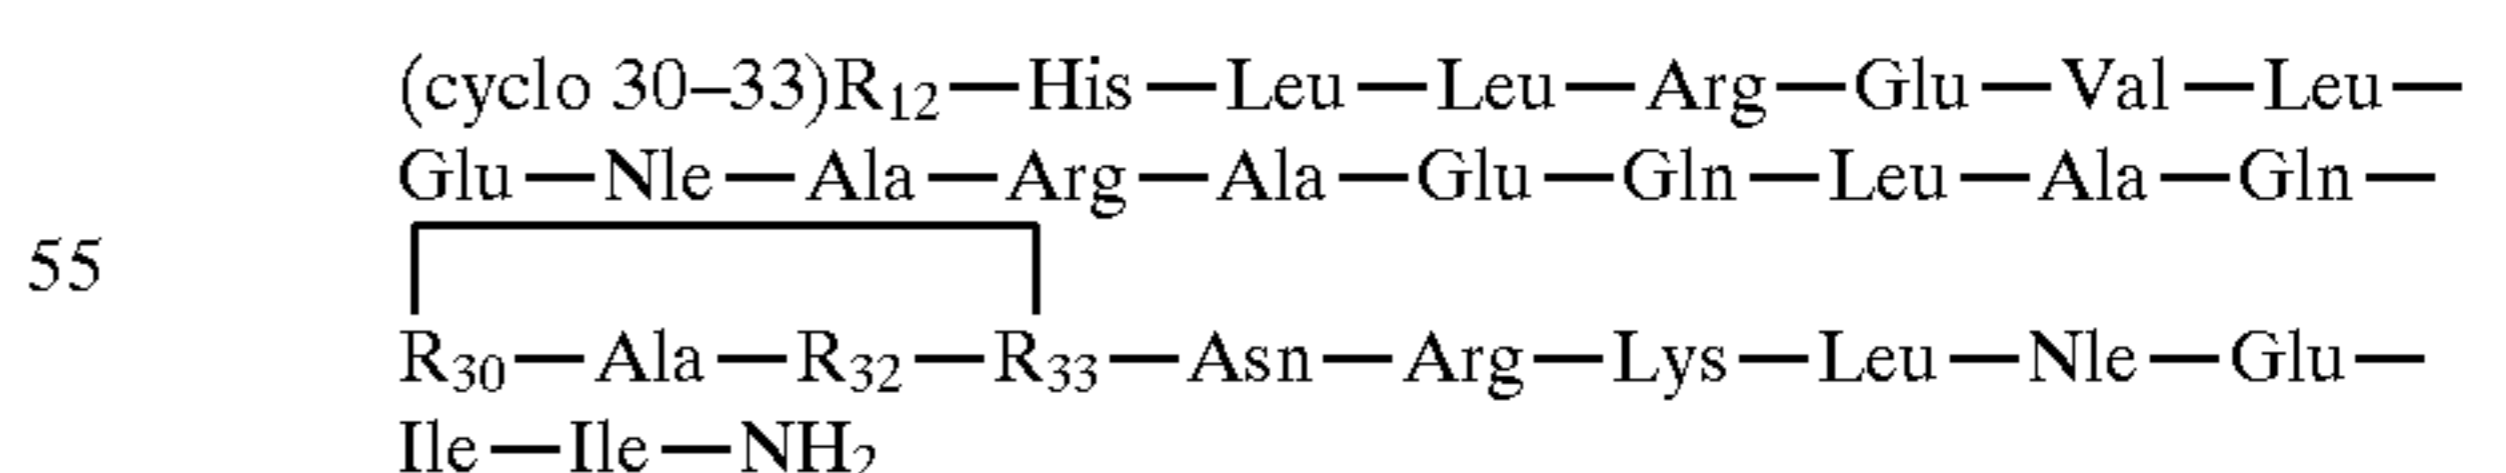 (cyclo 30–33)R12—His—Leu—Leu—Arg—Glu—Val—Leu—
Glu—Nle—Ala—Arg—Ala—Glu—Gln—Leu—Ala—Gln—
55
R30—Ala—R32—R33—Asn—Arg—Lys—Leu—Nle—Glu—
Ile—Ile—NH2